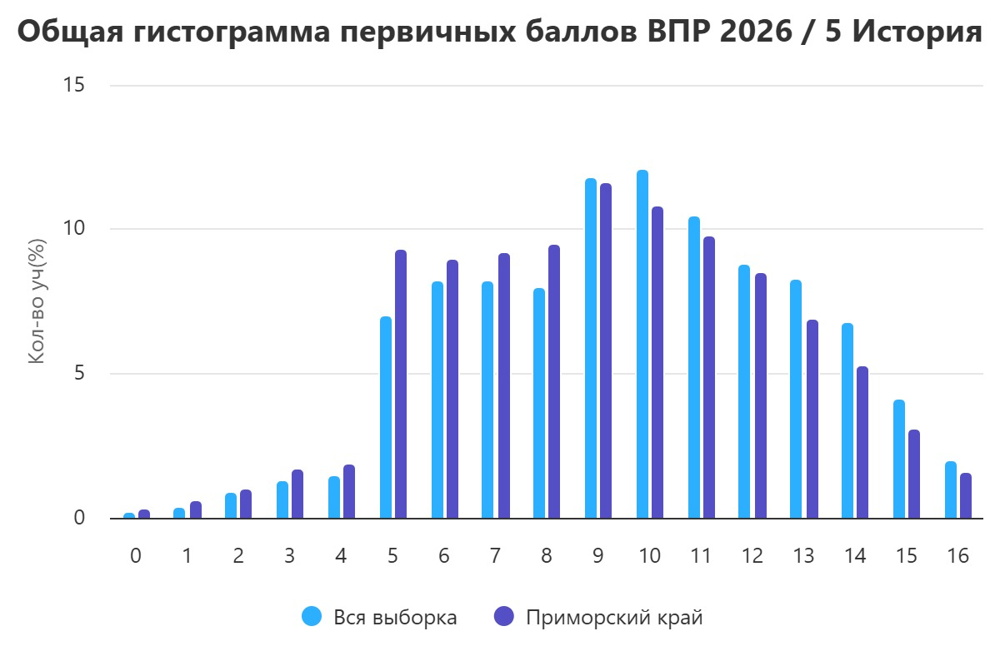 Общая гистограмма первичных баллов ВПР 2026 / 5 История
15
10
5
0
Кол-во уч(%)
0 1 2 3 4 5 6 7 8 9 10 11 12 13 14 15 16
Вся выборка Приморский край